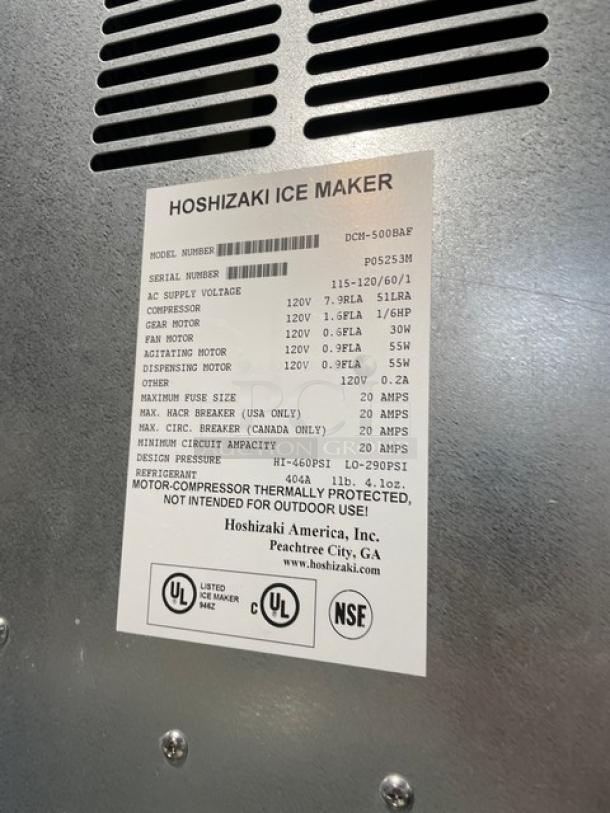 HOSHIZAKI ICE MAKER
MODEL NUMBER DCM-500BAF
SERIAL NUMBER P05253M
AC SUPPLY VOLTAGE 115-120/60/1
COMPRESSOR 120V 7.9RLA 51LRA
GEAR MOTOR 120V 1.6FLA 1/6HP
FAN MOTOR 120V 0.6FLA 30W
AGITATING MOTOR 120V 0.9FLA 55W
DISPENSING MOTOR 120V 0.9FLA 55W
OTHER 120V 0.2A
MAXIMUM FUSE SIZE 20 AMPS
MAX. HACR BREAKER (USA ONLY) 20 AMPS
MAX. CIRC. BREAKER (CANADA ONLY) 20 AMPS
MINIMUM CIRCUIT AMPACITY 20 AMPS
DESIGN PRESSURE HI-460PSI LO-290PSI
REFRIGERANT 404A 1lb. 4.1oz.
MOTOR-COMPRESSOR THERMALLY PROTECTED,
NOT INTENDED FOR OUTDOOR USE!
Hoshizaki America, Inc.
Peachtree City, GA
www.hoshizaki.com
UL LISTED
ICE MAKER
946Z
C UL
NSF